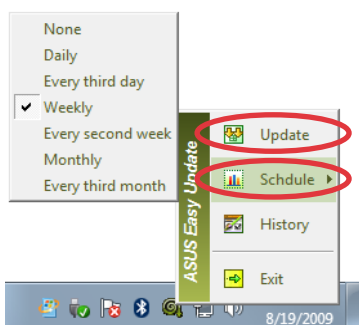 None
Daily
Every third day
Weekly
Every second week
Monthly
Every third month
ASUS Easy Undate
Update
Schdule
History
Exit
8/19/2009